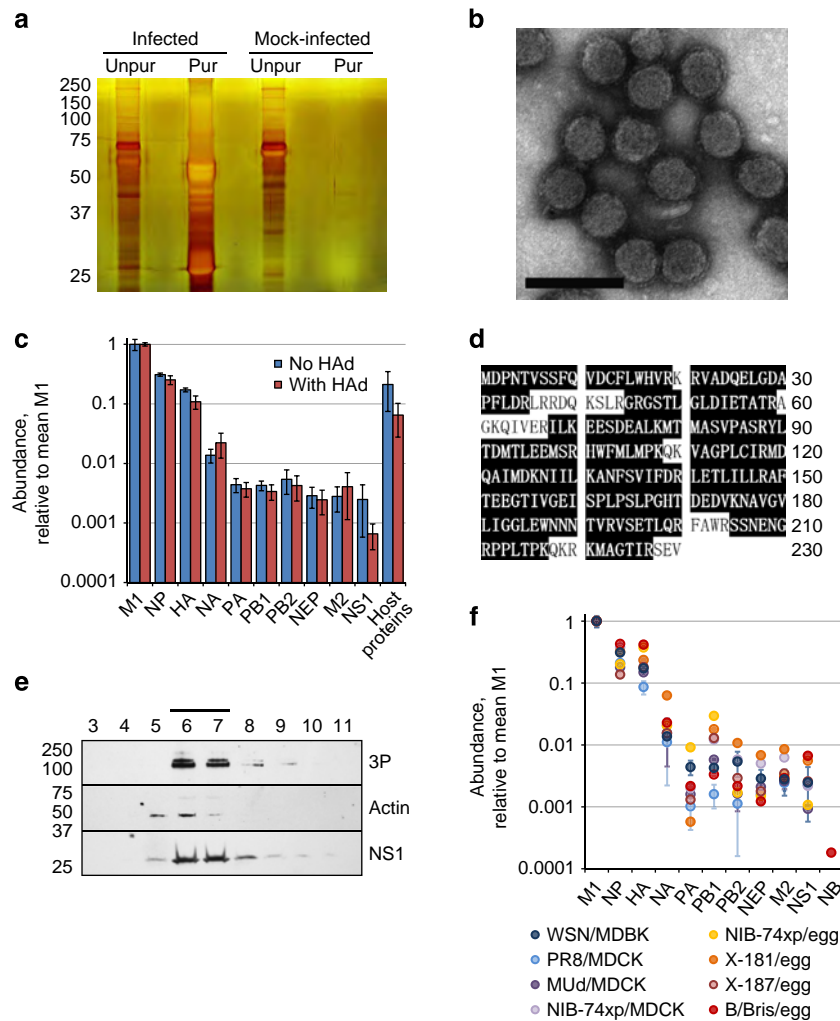 a
Infected Mock-infected
Unpur Pur Unpur Pur
250
150
100
75
50
37
25
b
c
Abundance,
relative to mean M1
1
0.1
0.01
0.001
0.0001
No HAd
With HAd
M1 NP HA NA PA PB1 PB2 NEP M2 NS1 Host proteins
d
MDPNTVSSFQ VDCFLWHVRK RVADQELGDA 30
PFLDRLRRDQ KSLRGRGSTL GLDIETATRA 60
GKQIVERILK EESDEALKMT MASVPASRYL 90
TDMTLEEMSR HWFMLMPKQK VAGPLCIRMD 120
QAIMDKNIIL KANFSVIFDR LETLILLRAF 150
TEEGTIVGEI SPLPSLPGHT DEDVKNAVGV 180
LIGGLEWNNN TVRVSETLQR FAWRSSNENG 210
RPPLTPKQKR KMAGTIRSEV 230
e
3 4 5 6 7 8 9 10 11
250
100
3P
75
50
Actin
37
25
NS1
f
Abundance,
relative to mean M1
1
0.1
0.01
0.001
0.0001
M1 NP HA NA PA PB1 PB2 NEP M2 NS1 NB
WSN/MDBK
PR8/MDCK
MUd/MDCK
NIB-74xp/MDCK
NIB-74xp/egg
X-181/egg
X-187/egg
B/Bris/egg